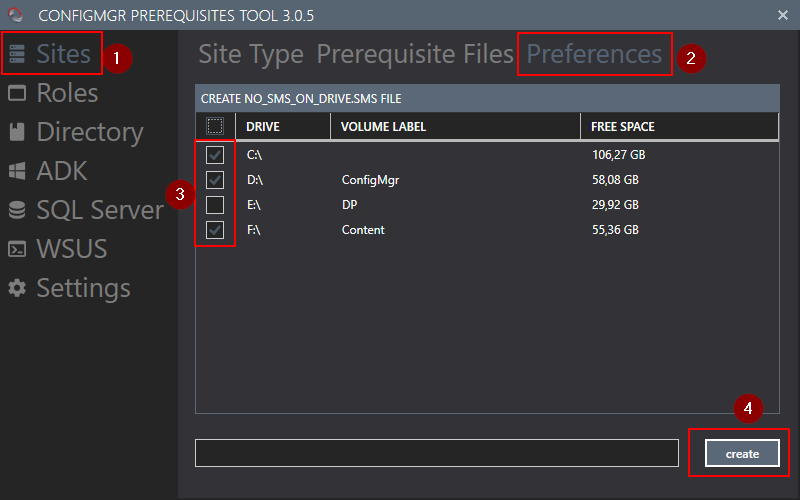 CONFIGMGR PREREQUISITES TOOL 3.0.5
Sites 1
Roles
Directory
ADK
SQL Server
WSUS
Settings
Site Type Prerequisite Files Preferences 2
CREATE NO_SMS_ON_DRIVE.SMS FILE
DRIVE VOLUME LABEL FREE SPACE
3
C:\ 106,27 GB
D:\ ConfigMgr 58,08 GB
E:\ DP 29,92 GB
F:\ Content 55,36 GB
4
create